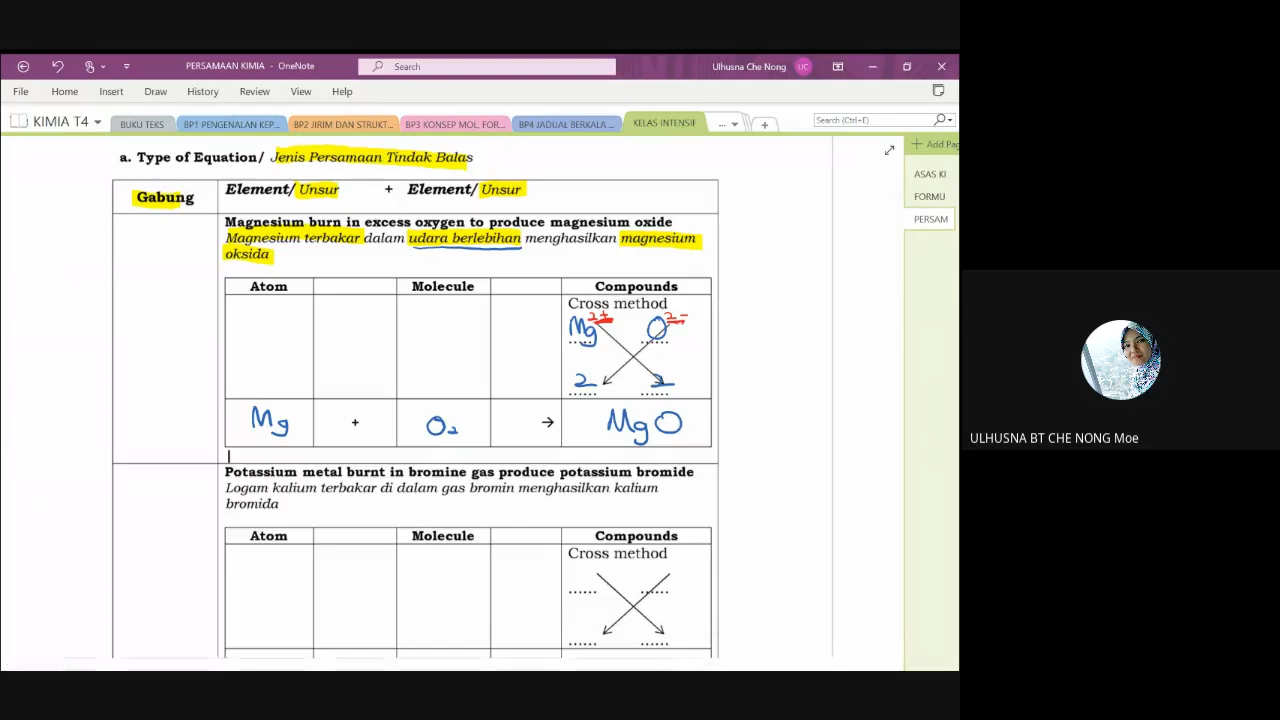 PERSAMAAN KIMIA - OneNote
Search
Ulhusna Che Nong
UC
File Home Insert Draw History Review View Help
KIMIA T4
BUKU TEKS
BP1 PENGENALAN KEP...
BP2 JIRIM DAN STRUKT...
BP3 KONSEP MOL, FOR...
BP4 JADUAL BERKALA ...
KELAS INTENSIF
...
Search (Ctrl+E)
Add Pag
ASAS KI
FORMU
PERSAM
a. Type of Equation/ Jenis Persamaan Tindak Balas
Gabung
Element/ Unsur + Element/ Unsur
Magnesium burn in excess oxygen to produce magnesium oxide
Magnesium terbakar dalam udara berlebihan menghasilkan magnesium
oksida
Atom Molecule Compounds
Cross method
Mg 2+ O 2-
...... ......
2 2
...... ......
Mg + O2 → MgO
Potassium metal burnt in bromine gas produce potassium bromide
Logam kalium terbakar di dalam gas bromin menghasilkan kalium
bromida
Atom Molecule Compounds
Cross method
...... ......
...... ......
ULHUSNA BT CHE NONG Moe